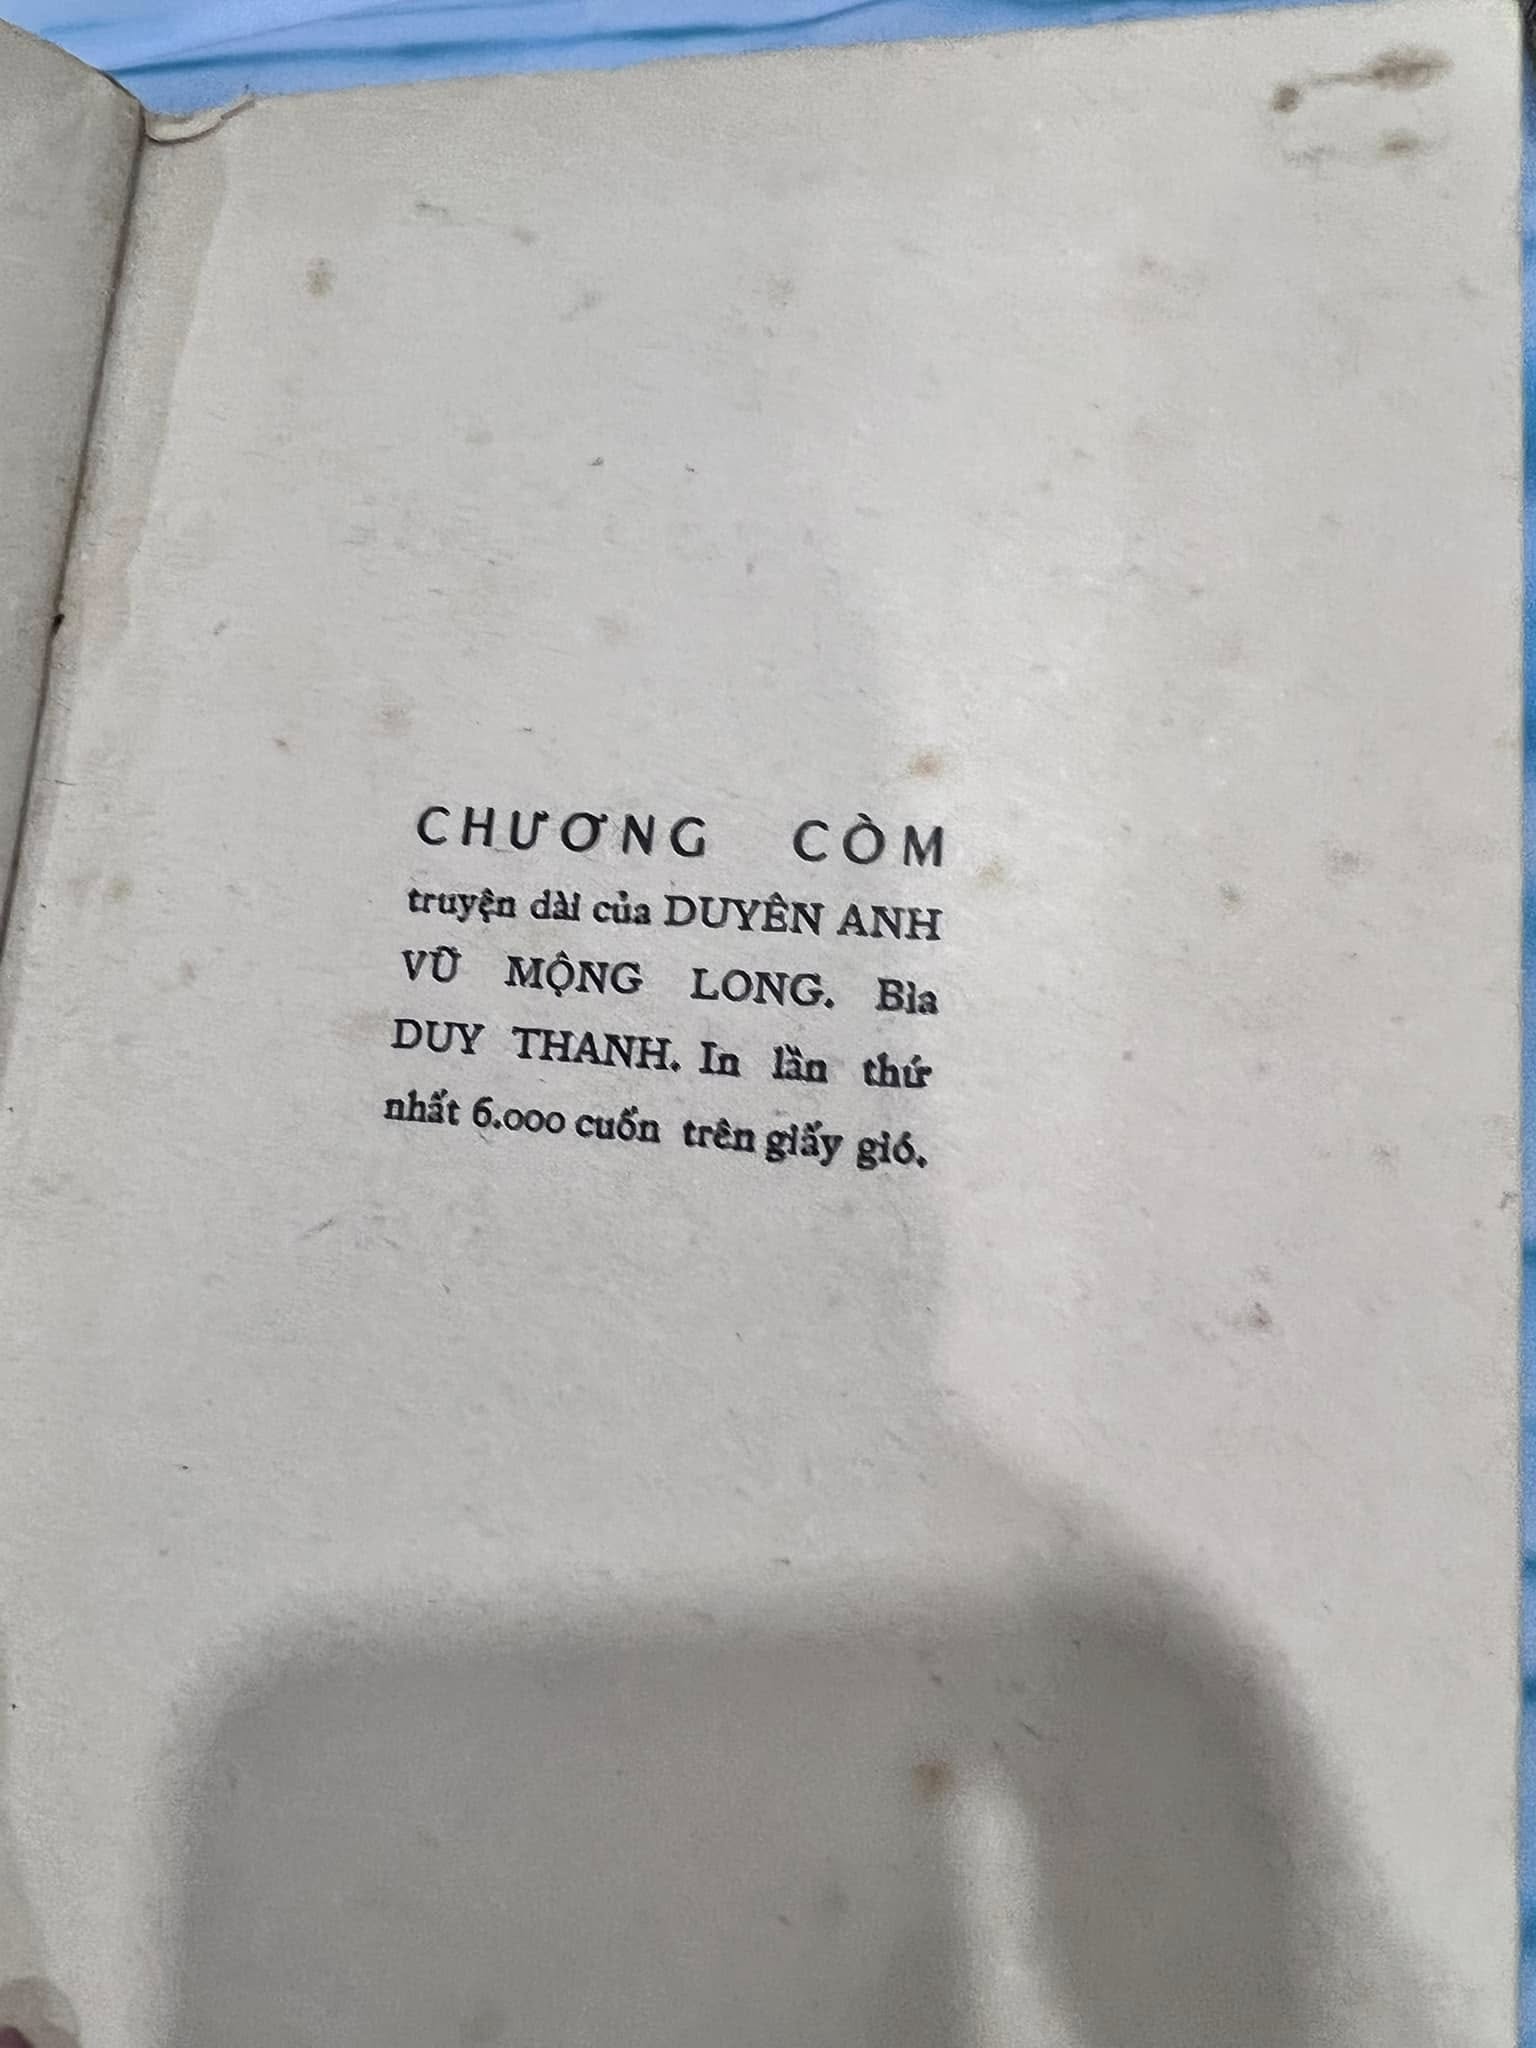 CHƯƠNG CÒM
truyện dài của DUYÊN ANH
VŨ MỘNG LONG. Bìa
DUY THANH. In lần thứ
nhất 6.000 cuốn trên giấy gió.